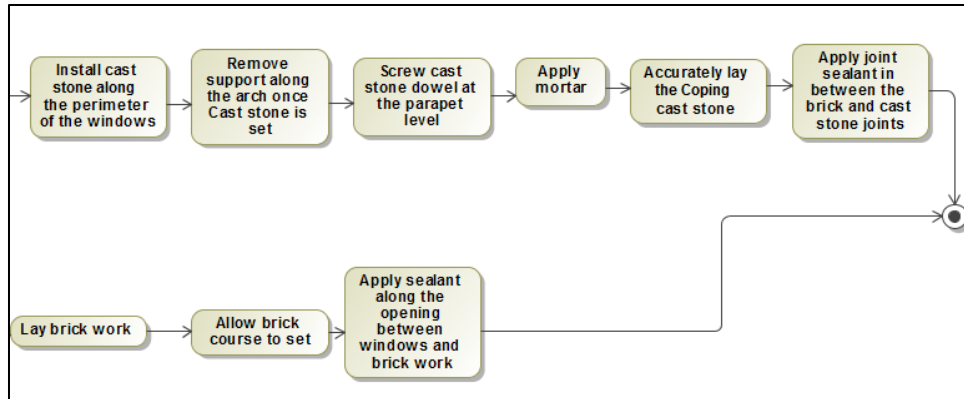 Install cast
stone along
the perimeter
of the windows
Remove
support along
the arch once
Cast stone is
set
Screw cast
stone dowel at
the parapet
level
Apply
mortar
Accurately lay
the Coping
cast stone
Apply joint
sealant in
between the
brick and cast
stone joints
Lay brick work
Allow brick
course to set
Apply sealant
along the
opening
between
windows and
brick work